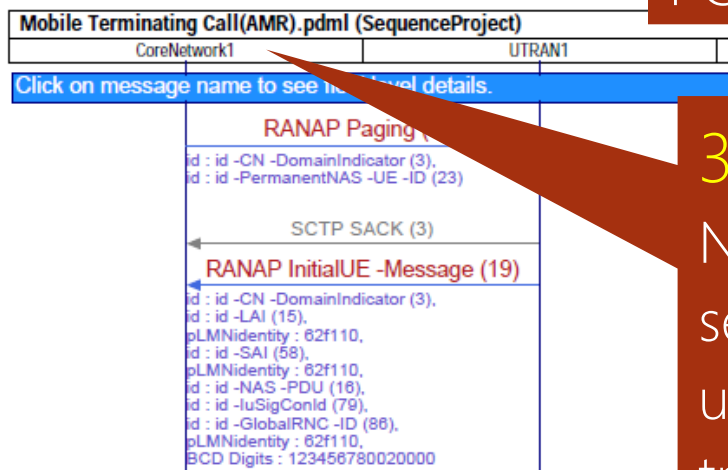 Mobile Terminating Call(AMR).pdml (SequenceProject)
CoreNetwork1 UTRAN1
Click on message name to see level details.
RANAP Paging (
id : id -CN -DomainIndicator (3),
id : id -PermanentNAS -UE -ID (23)
SCTP SACK (3)
RANAP InitialUE -Message (19)
id : id -CN -DomainIndicator (3),
id : id -LAI (15),
pLMNidentity : 62f110,
id : id -SAI (58),
pLMNidentity : 62f110,
id : id -NAS -PDU (16),
id : id -IuSigConId (79),
id : id -GlobalRNC -ID (86),
pLMNidentity : 62f110,
BCD Digits : 123456780020000
3
N
se
u